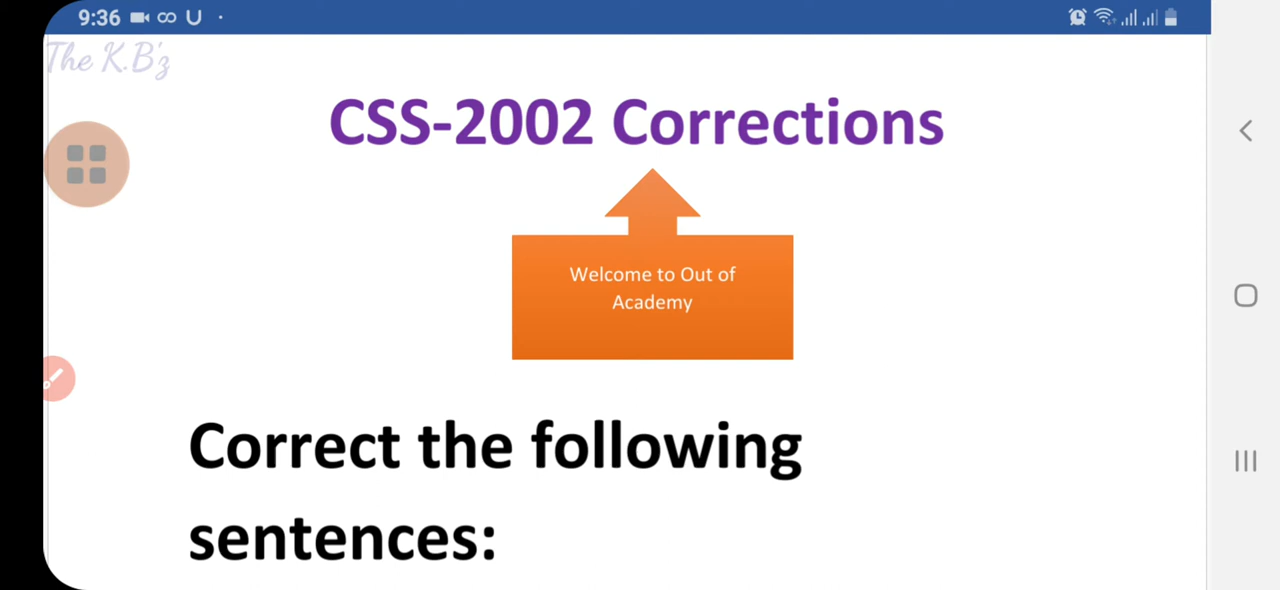 9:36
The K.B'z
CSS-2002 Corrections
Welcome to Out of
Academy
Correct the following
sentences: